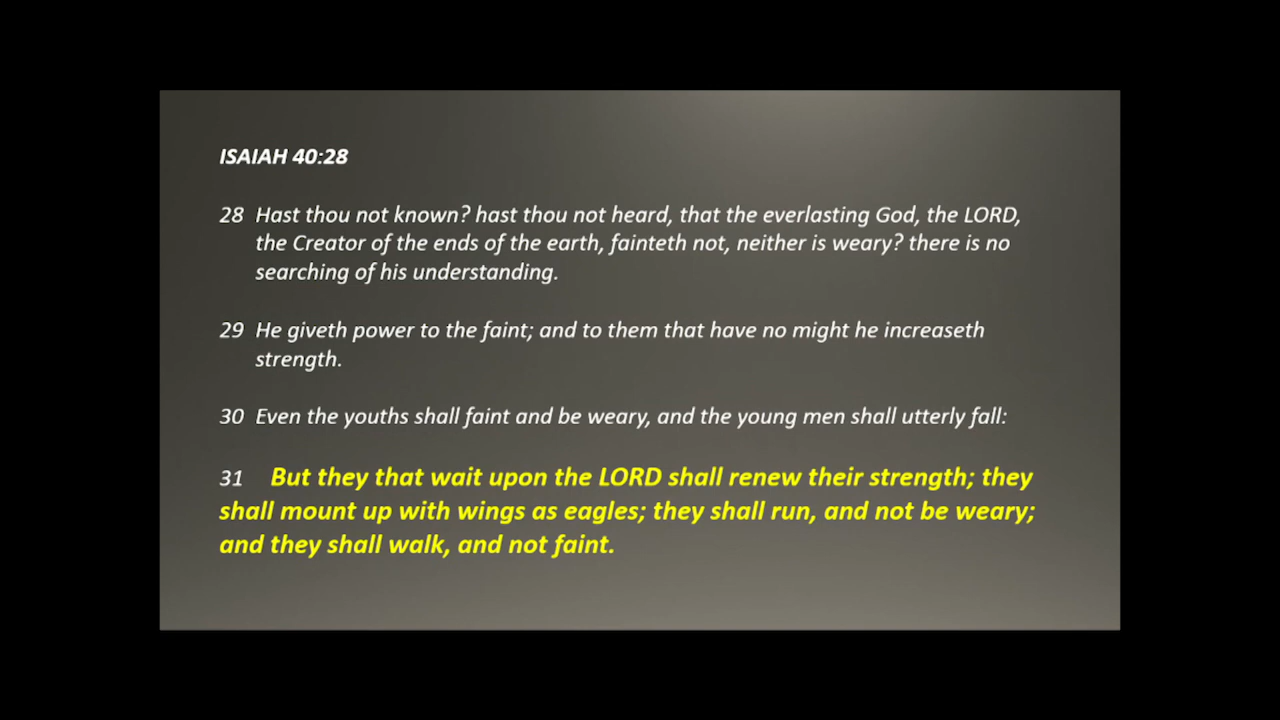 ISAIAH 40:28
28 Hast thou not known? hast thou not heard, that the everlasting God, the LORD,
the Creator of the ends of the earth, fainteth not, neither is weary? there is no
searching of his understanding.
29 He giveth power to the faint; and to them that have no might he increaseth
strength.
30 Even the youths shall faint and be weary, and the young men shall utterly fall:
31 But they that wait upon the LORD shall renew their strength; they
shall mount up with wings as eagles; they shall run, and not be weary;
and they shall walk, and not faint.